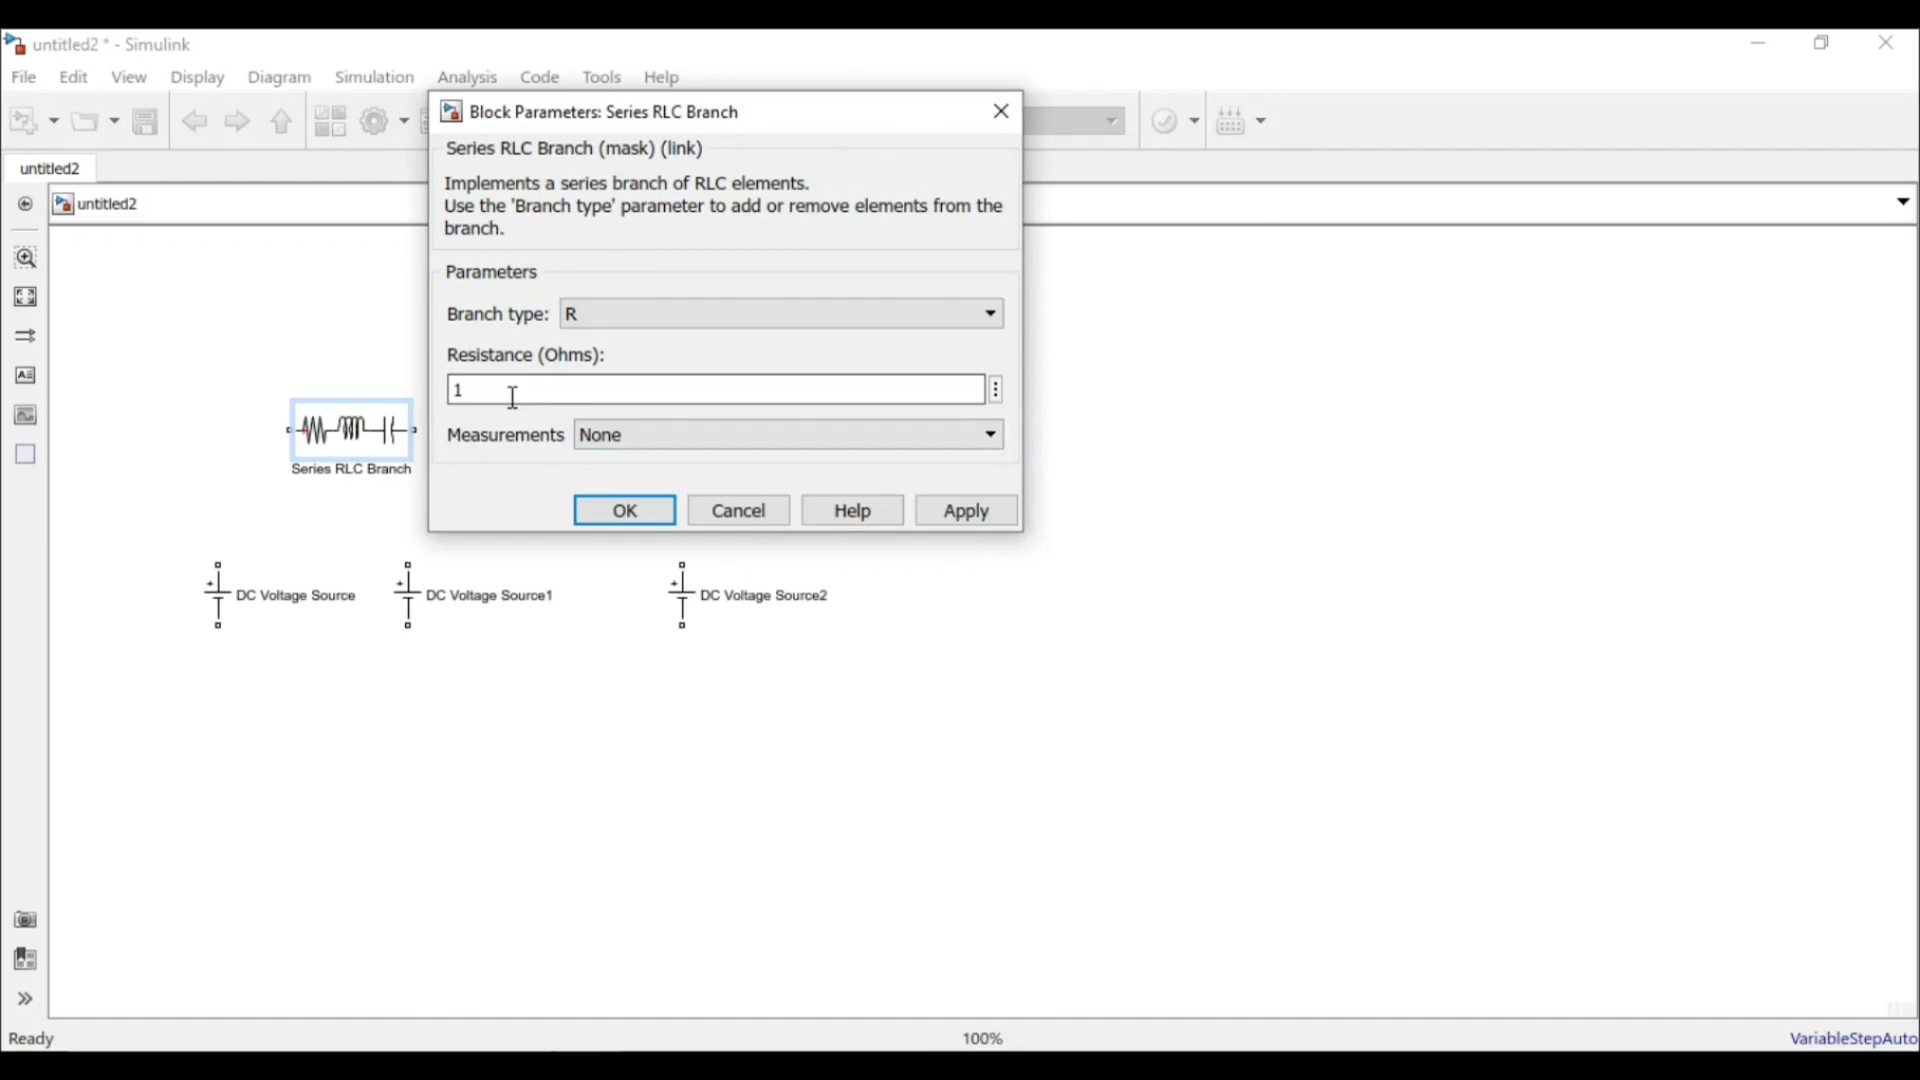 untitled2 * - Simulink
File Edit View Display Diagram Simulation Analysis Code Tools Help
Block Parameters: Series RLC Branch
Series RLC Branch (mask) (link)
untitled2
Implements a series branch of RLC elements.
untitled2
Use the 'Branch type' parameter to add or remove elements from the
branch.
Parameters
Branch type: R
Resistance (Ohms):
1
Measurements None
Series RLC Branch
OK Cancel Help Apply
DC Voltage Source DC Voltage Source1 DC Voltage Source2
Ready 100% VariableStepAuto